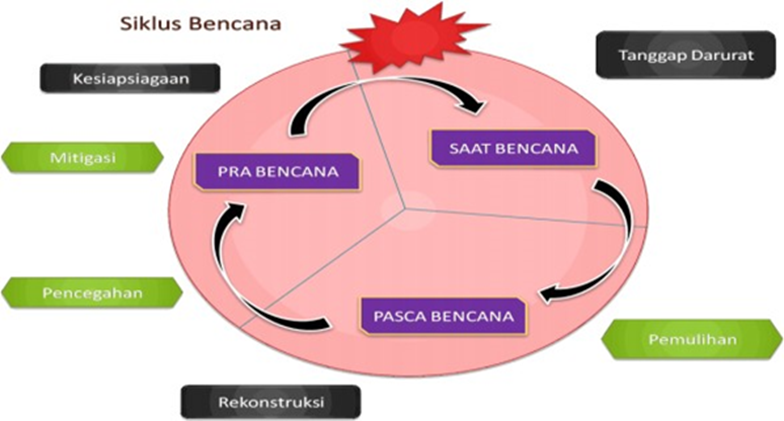 Siklus Bencana
Kesiapsiagaan
Tanggap Darurat
Mitigasi
PRA BENCANA
SAAT BENCANA
Pencegahan
PASCA BENCANA
Pemulihan
Rekonstruksi